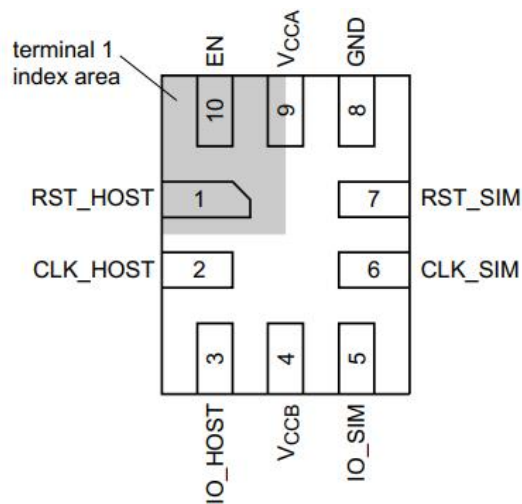 terminal 1
index area
EN
VCCA
GND
10
9
8
RST_HOST
1
7
RST_SIM
CLK_HOST
2
6
CLK_SIM
3
4
5
IO_HOST
VCCB
IO_SIM